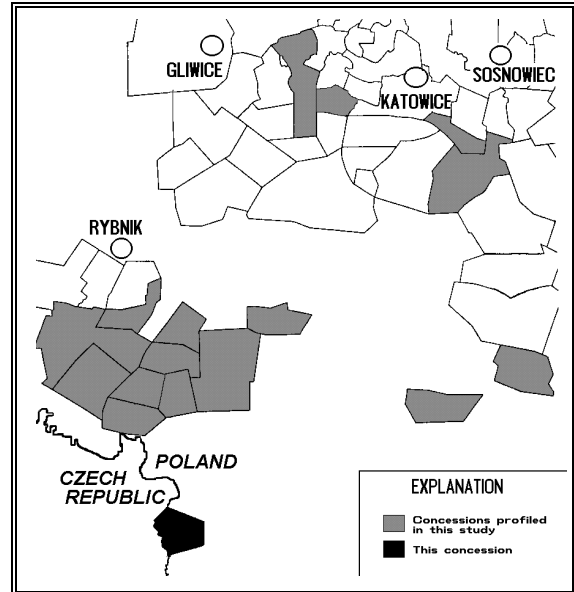 GLIWICE
SOSNOWIEC
KATOWICE
RYBNIK
POLAND
CZECH
REPUBLIC
EXPLANATION
Concessions profiled
in this study
This concession